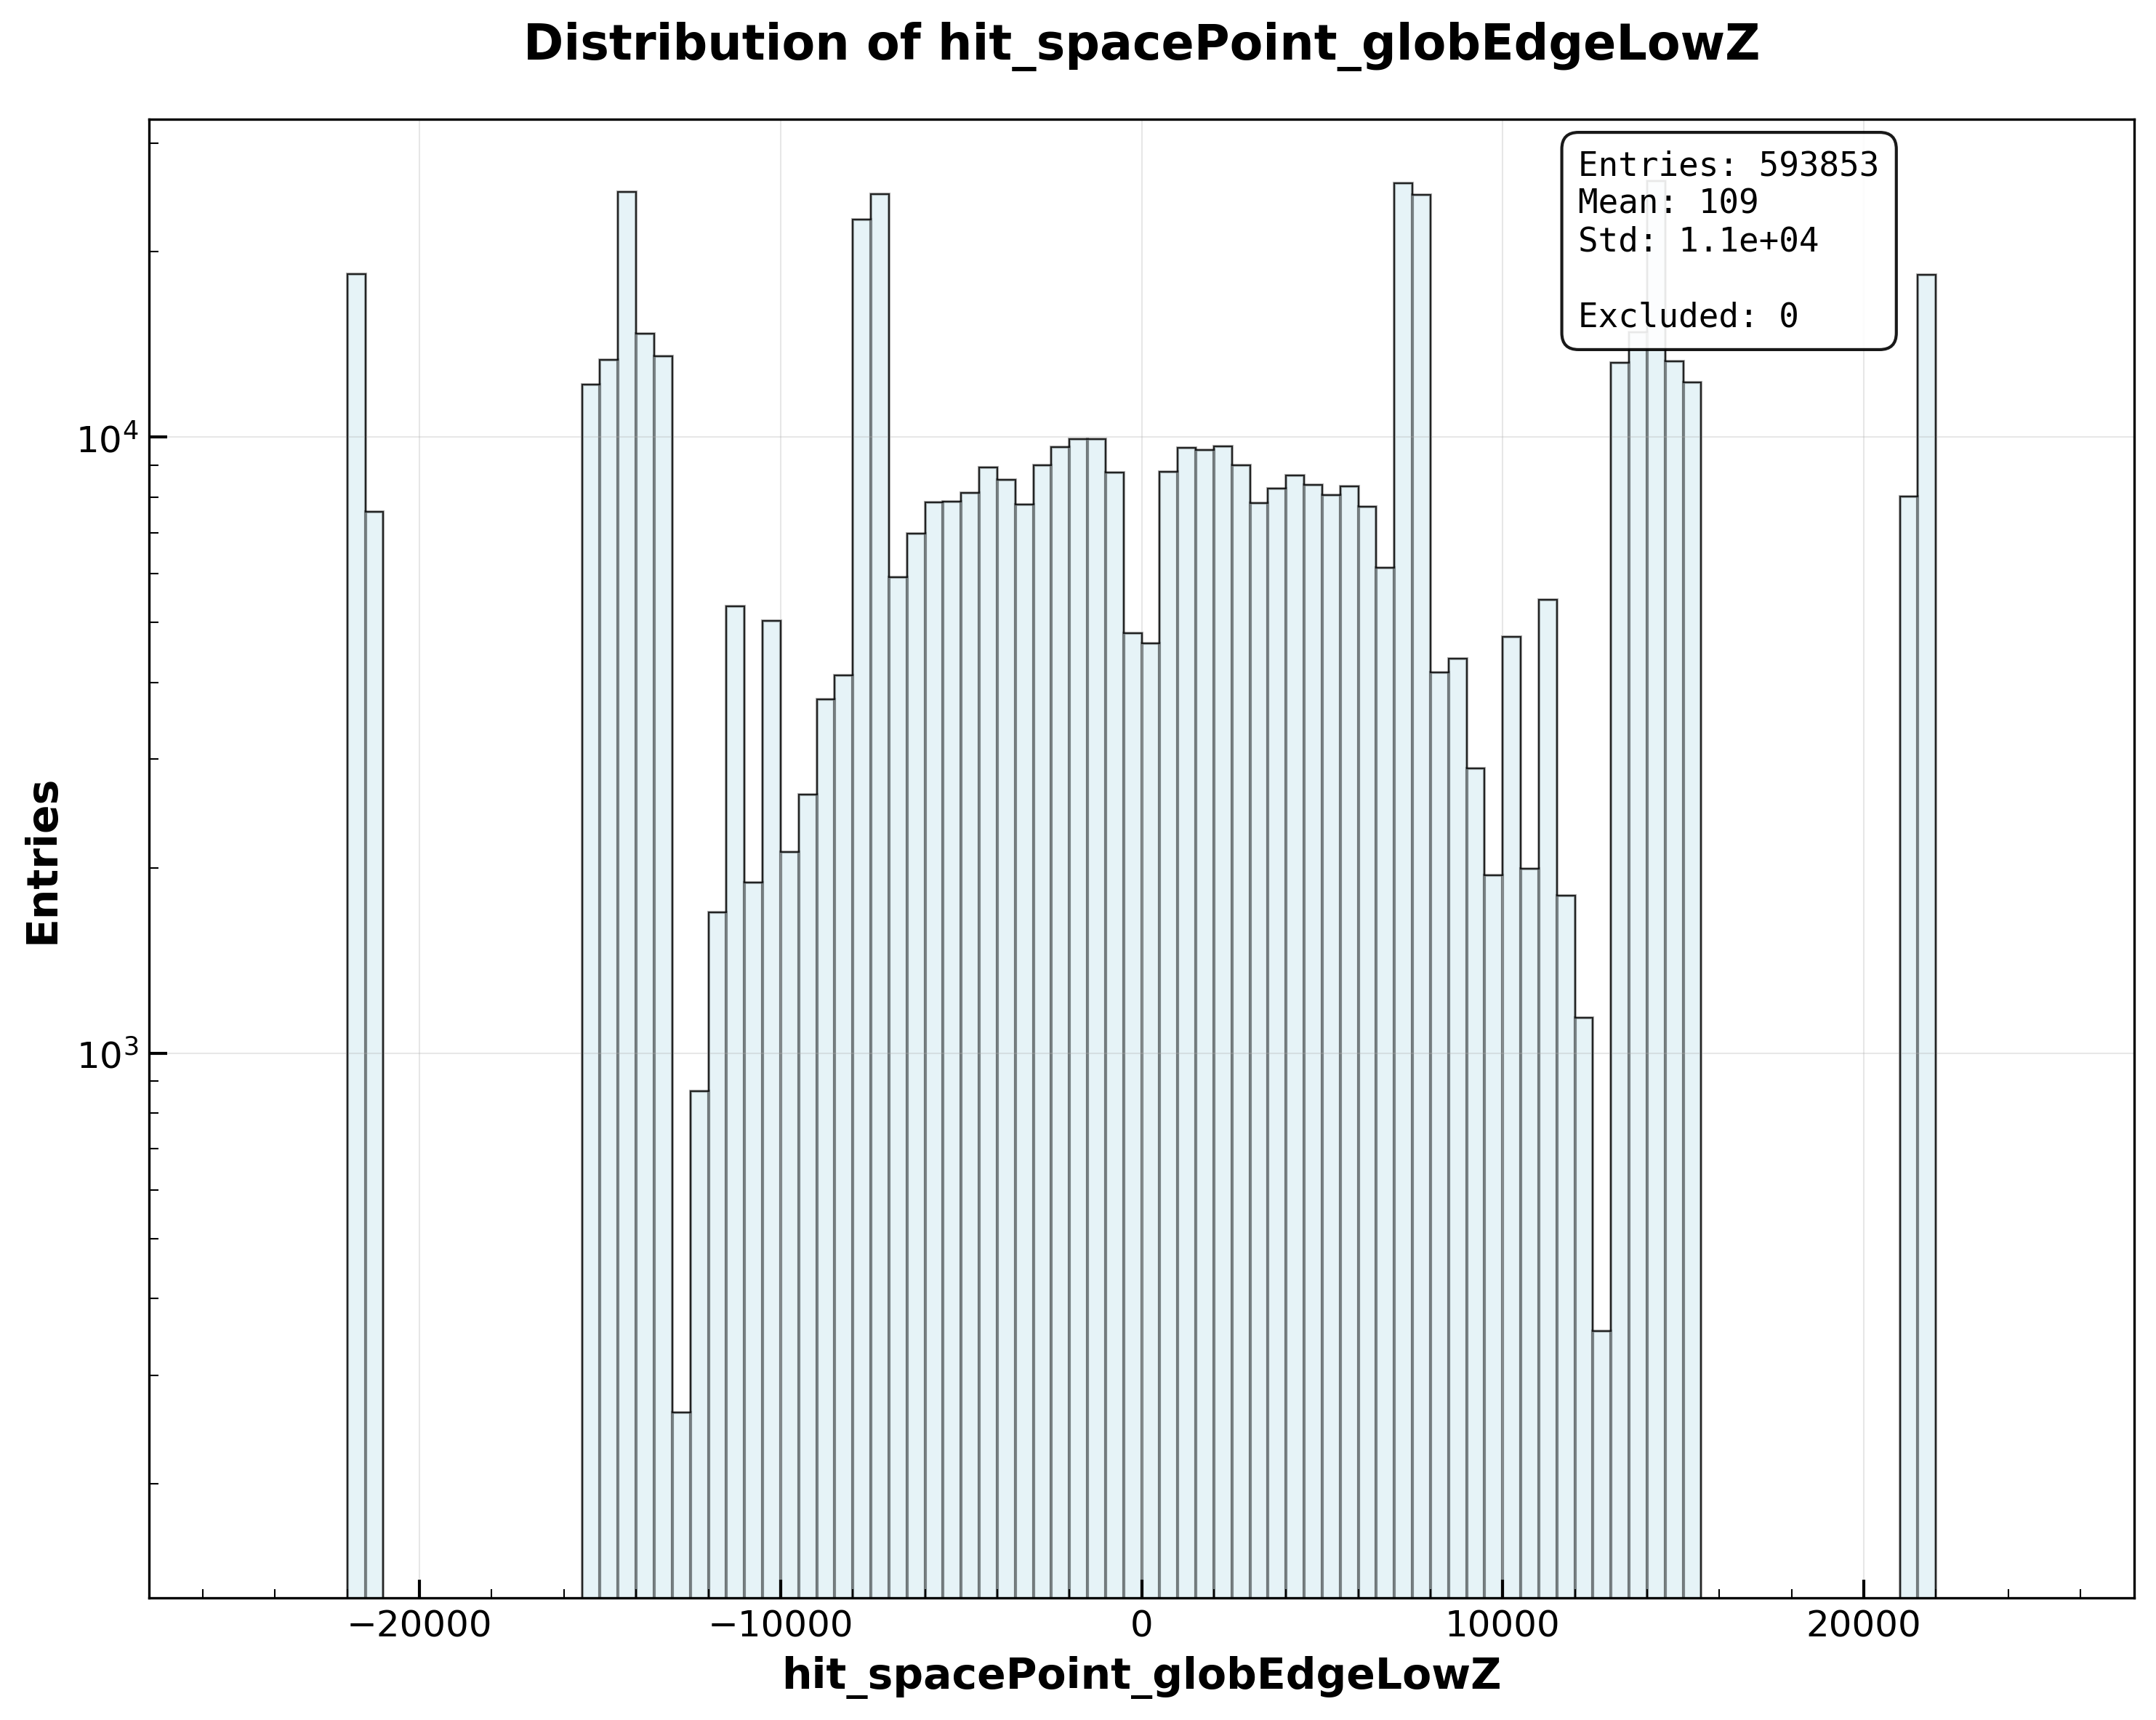 Distribution of hit_spacePoint_globEdgeLowZ
Entries: 593853
Mean: 109
Std: 1.1e+04
Excluded: 0
10⁴
10³
Entries
−20000 −10000 0 10000 20000
hit_spacePoint_globEdgeLowZ